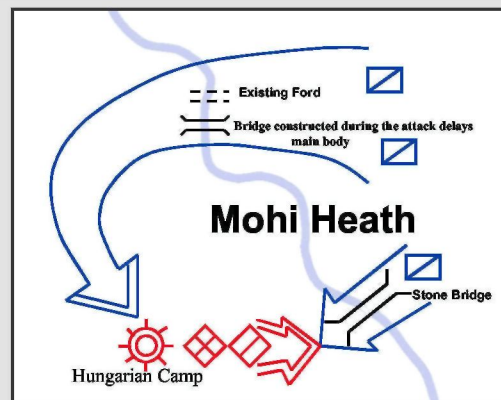 Existing Ford
Bridge constructed during the attack delays
main body
Mohi Heath
Stone Bridge
Hungarian Camp